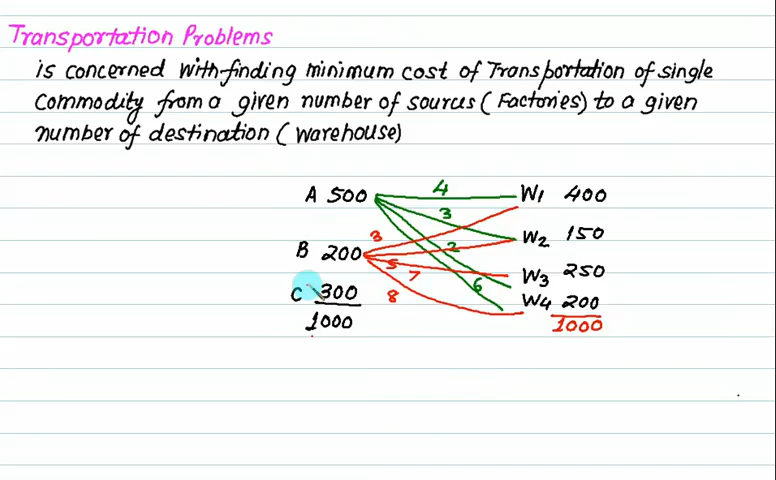 Transportation Problems
is concerned with finding minimum cost of Transportation of single
Commodity from a given number of sourcs (Factories) to a given
number of destination (Warehouse)
A 500 4 W1 400
3
3 W2 150
B 200 2
5 7 W3 250
6
C 300 8 W4 200
1000 1000